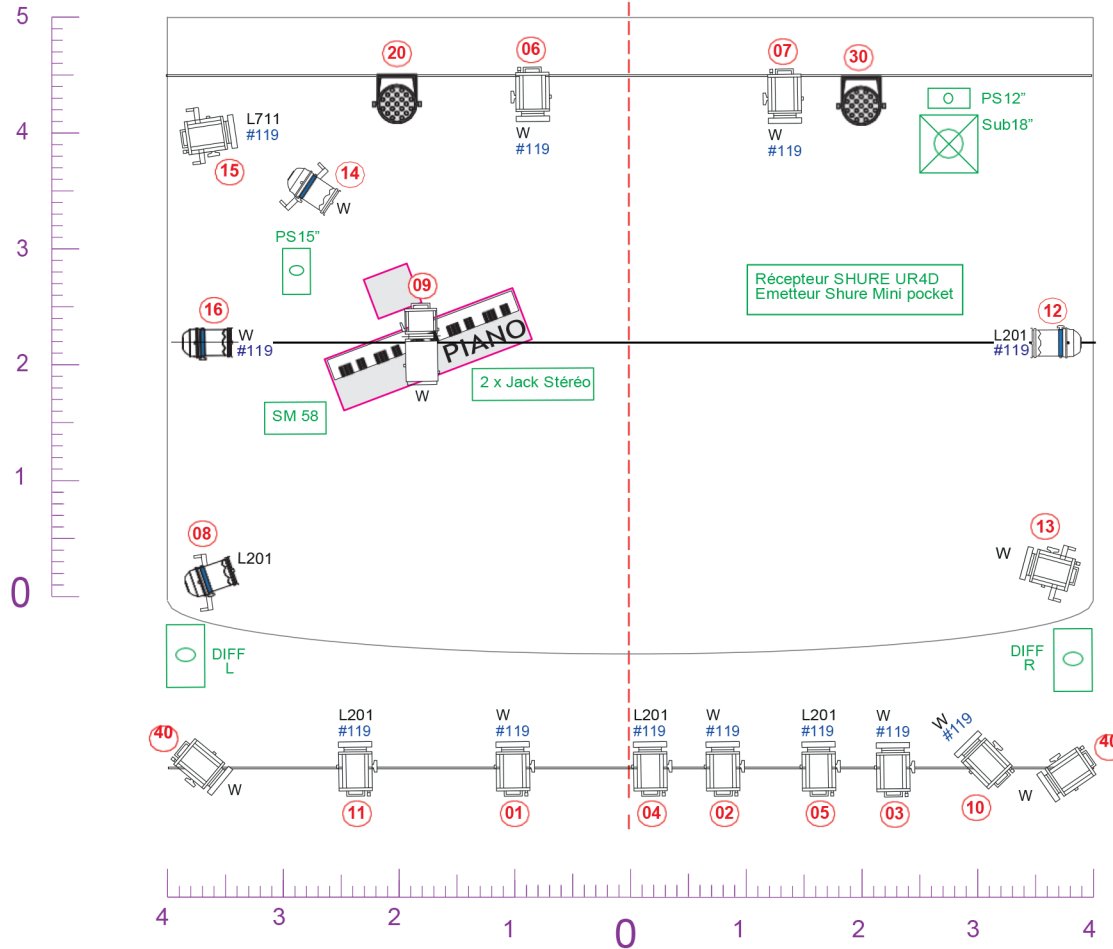 5
20
06
07
30
L711
#119
W
#119
W
#119
PS12”
Sub18”
4
15
14
W
PS15”
3
09
Récepteur SHURE UR4D
Emetteur Shure Mini pocket
16
W
#119
PIANO
12
L201
#119
2
2 x Jack Stéréo
W
SM 58
1
08
L201
13
W
0
DIFF
L
DIFF
R
40
W
L201
#119
11
W
#119
01
L201
#119
04
W
#119
02
L201
#119
05
W
#119
03
W
#119
10
W
40
4
3
2
1
0
1
2
3
4